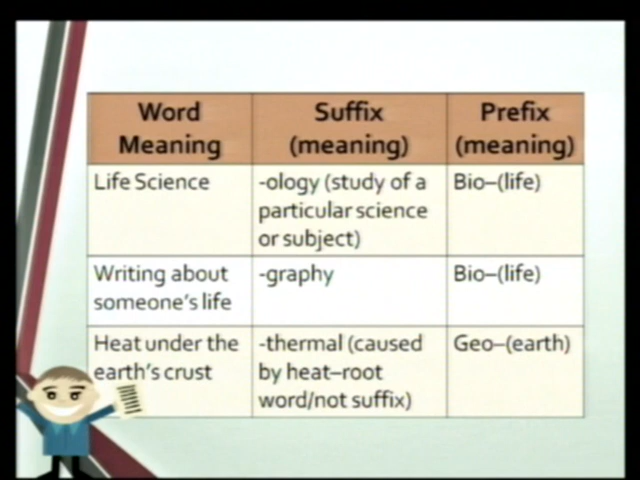 Word Meaning
Suffix (meaning)
Prefix (meaning)
Life Science
-ology (study of a
particular science
or subject)
Bio–(life)
Writing about
someone's life
-graphy
Bio–(life)
Heat under the
earth's crust
-thermal (caused
by heat–root
word/not suffix)
Geo–(earth)